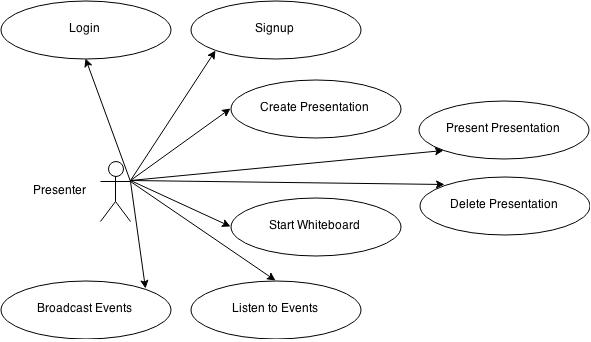 Login
Signup
Create Presentation
Present Presentation
Presenter
Delete Presentation
Start Whiteboard
Broadcast Events
Listen to Events